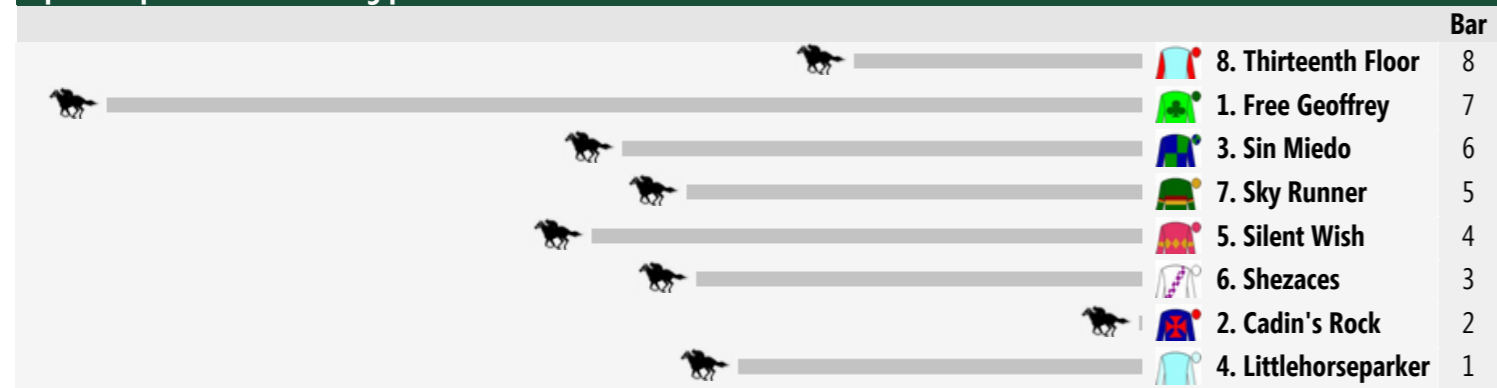 Bar
8. Thirteenth Floor 8
1. Free Geoffrey 7
3. Sin Miedo 6
7. Sky Runner 5
5. Silent Wish 4
6. Shezaces 3
2. Cadin's Rock 2
4. Littlehorseparker 1